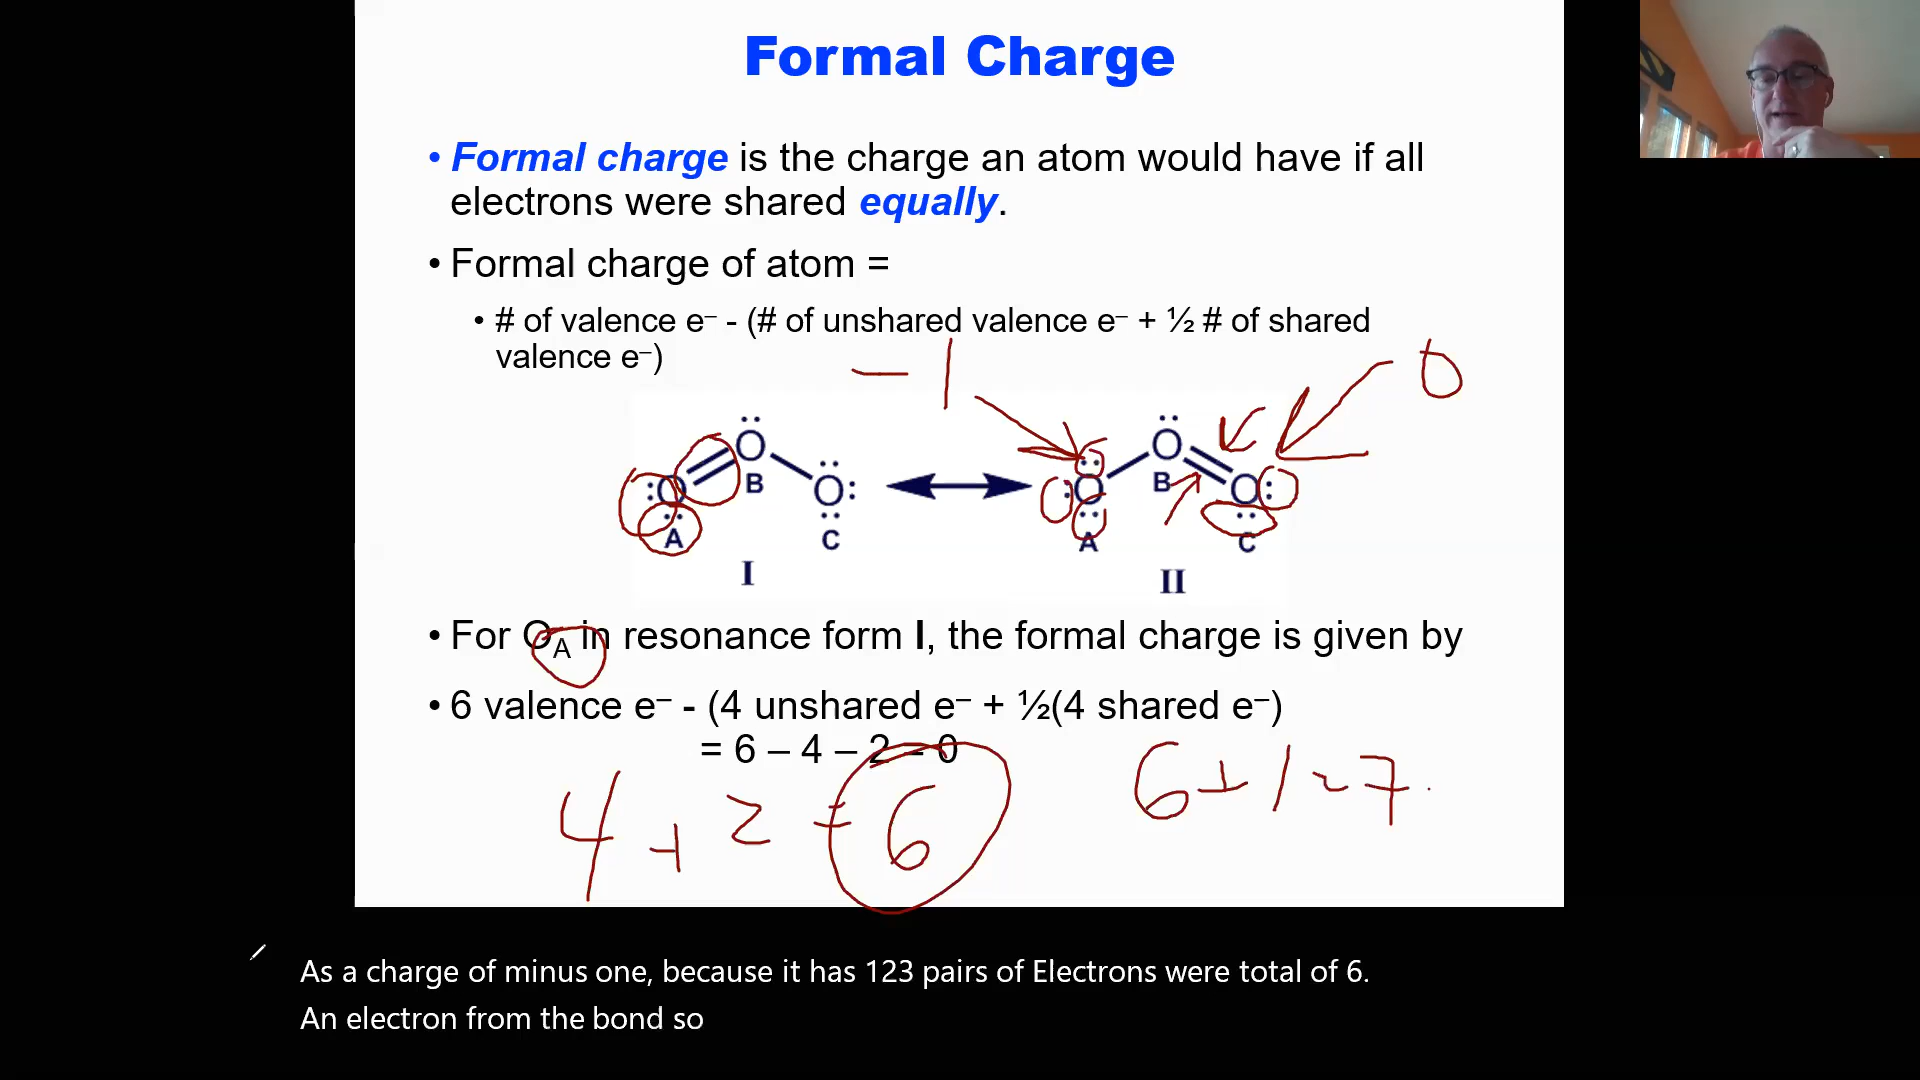 Formal Charge
• Formal charge is the charge an atom would have if all
electrons were shared equally.
• Formal charge of atom =
• # of valence e– - (# of unshared valence e– + ½ # of shared
valence e–)
– 1
0
:O=O–O: ↔ :O–O=O:
B B
A C A C
I II
• For OA in resonance form I, the formal charge is given by
• 6 valence e– - (4 unshared e– + ½(4 shared e–)
= 6 – 4 – 2 = 0
4 + 2 = 6
6 + 1 = 7
As a charge of minus one, because it has 123 pairs of Electrons were total of 6.
An electron from the bond so